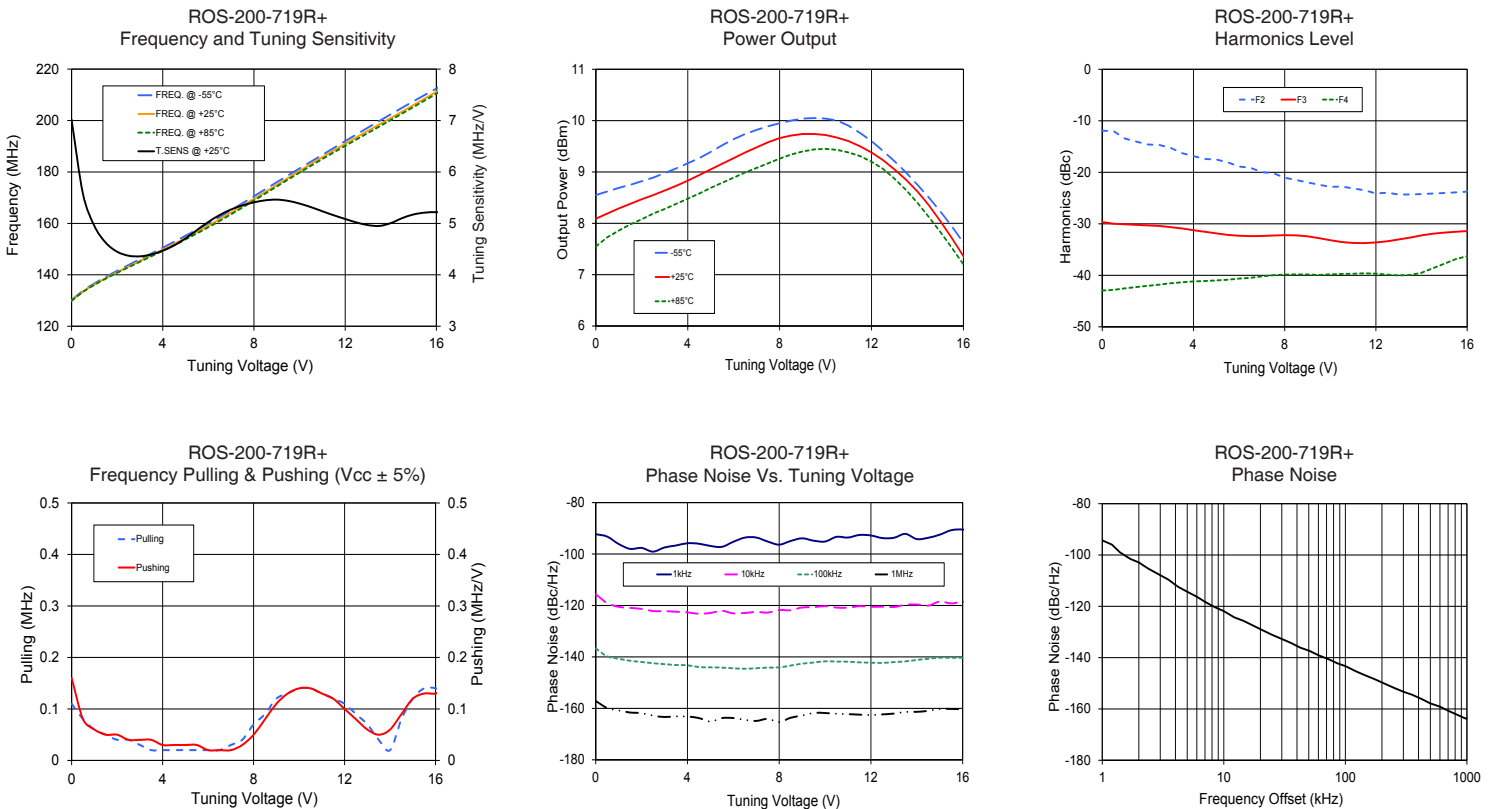 ROS-200-719R+
Frequency and Tuning Sensitivity
220
200
180
160
140
120
Frequency (MHz)
FREQ. @ -55°C
FREQ. @ +25°C
FREQ. @ +85°C
T.SENS @ +25°C
8
7
6
5
4
3
Tuning Sensitivity (MHz/V)
0 4 8 12 16
Tuning Voltage (V)
ROS-200-719R+
Power Output
11
10
9
8
7
6
Output Power (dBm)
-55°C
+25°C
+85°C
0 4 8 12 16
Tuning Voltage (V)
ROS-200-719R+
Harmonics Level
0
-10
-20
-30
-40
-50
Harmonics (dBc)
F2 F3 F4
0 4 8 12 16
Tuning Voltage (V)
ROS-200-719R+
Frequency Pulling & Pushing (Vcc ± 5%)
0.5
0.4
0.3
0.2
0.1
0
Pulling (MHz)
Pulling
Pushing
0.5
0.4
0.3
0.2
0.1
0
Pushing (MHz/V)
0 4 8 12 16
Tuning Voltage (V)
ROS-200-719R+
Phase Noise Vs. Tuning Voltage
-80
-100
-120
-140
-160
-180
Phase Noise (dBc/Hz)
1kHz 10kHz 100kHz 1MHz
0 4 8 12 16
Tuning Voltage (V)
ROS-200-719R+
Phase Noise
-80
-100
-120
-140
-160
-180
Phase Noise (dBc/Hz)
1 10 100 1000
Frequency Offset (kHz)